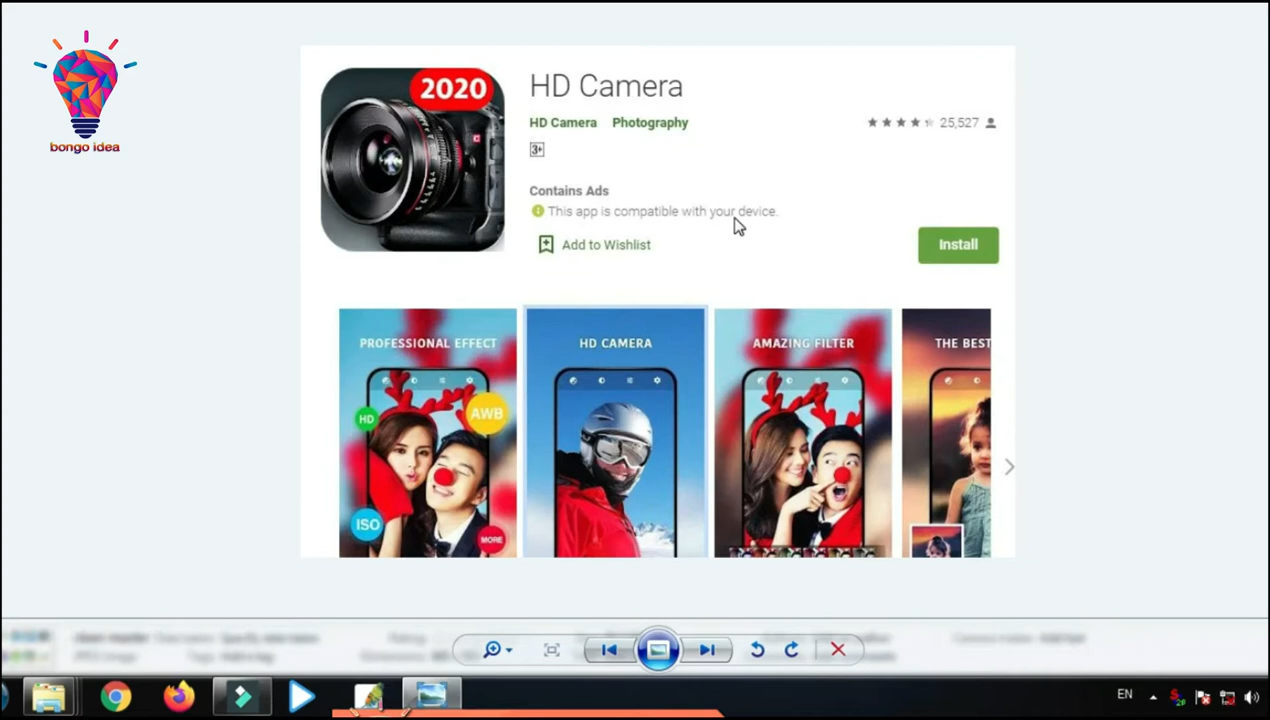 bongo idea
2020
HD Camera
HD Camera Photography
25,527
3+
Contains Ads
This app is compatible with your device.
Add to Wishlist
Install
PROFESSIONAL EFFECT
HD
AWB
ISO
MORE
HD CAMERA
AMAZING FILTER
THE BEST
EN